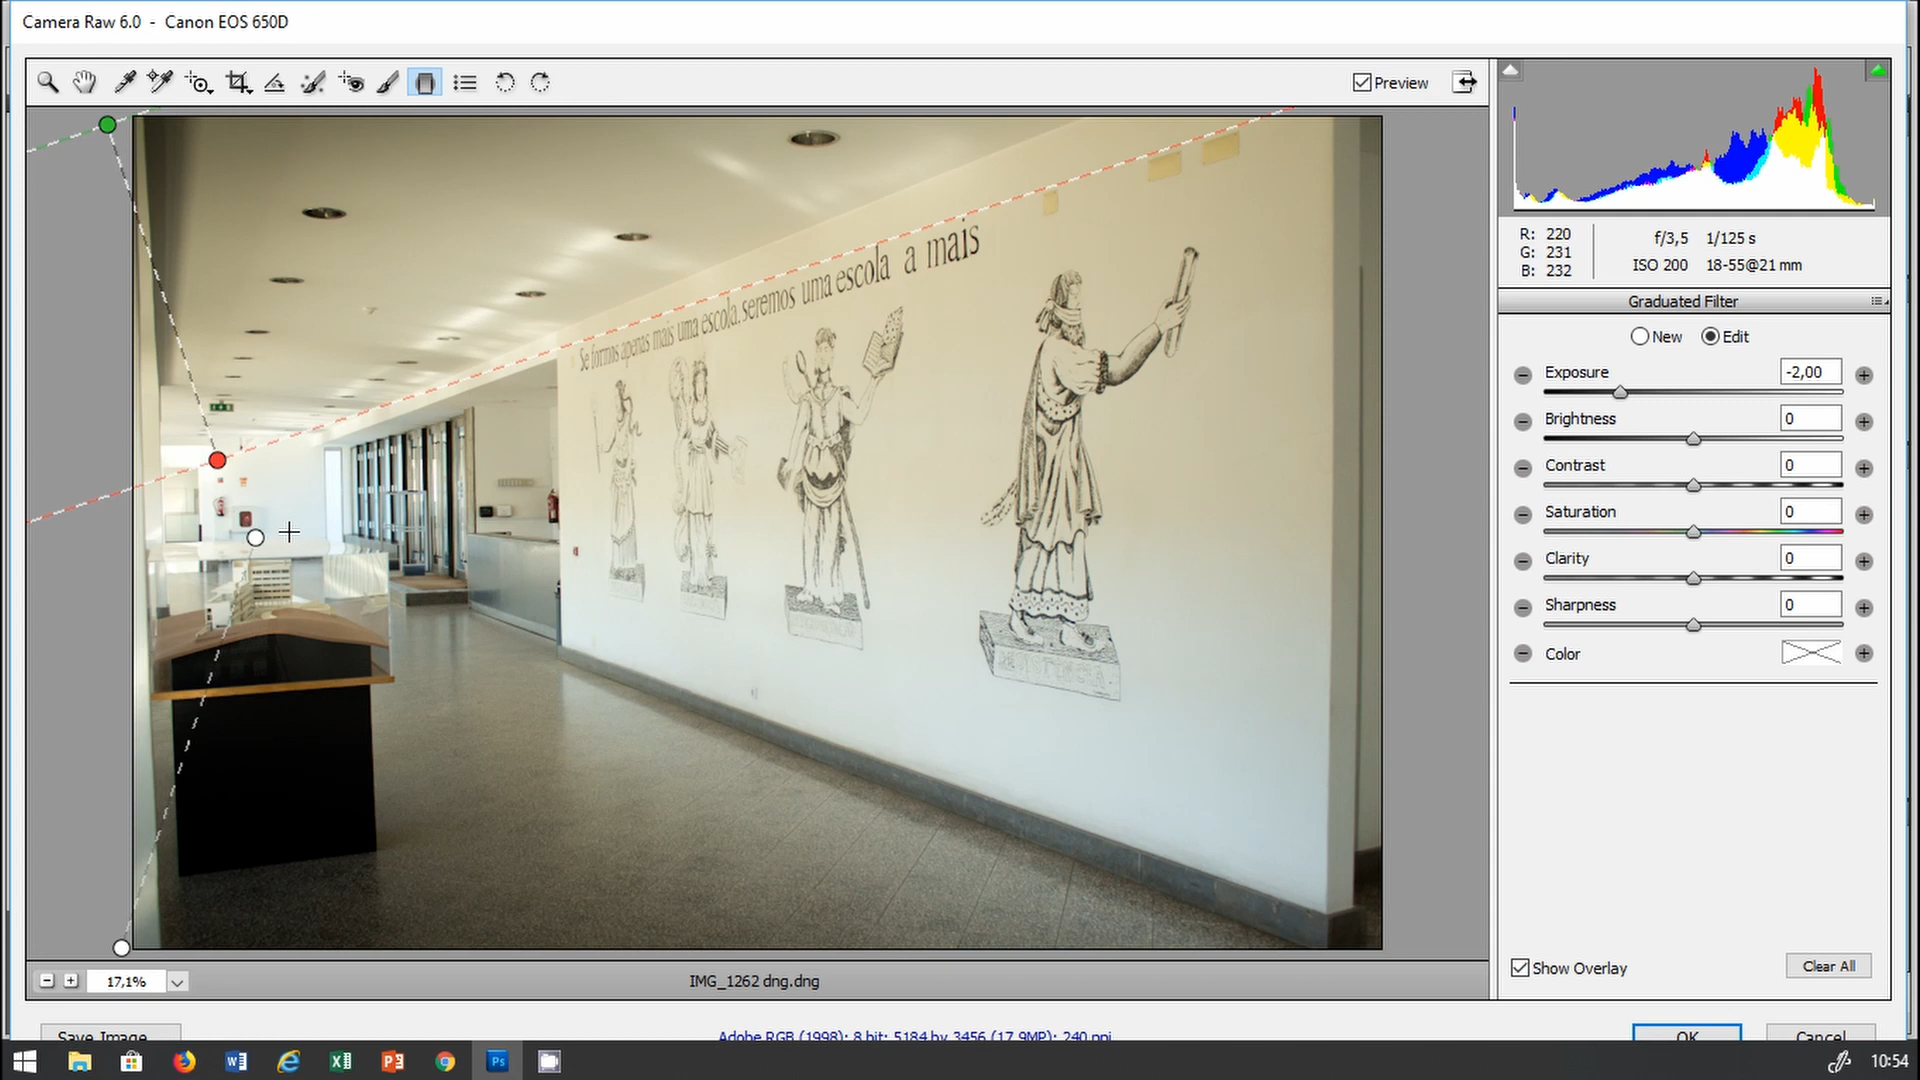 Camera Raw 6.0 - Canon EOS 650D
Preview
R: 220
G: 231
B: 232
f/3,5 1/125 s
ISO 200 18-55@21 mm
Graduated Filter
New Edit
Exposure -2,00
Brightness 0
Contrast 0
Saturation 0
Clarity 0
Sharpness 0
Color
Se formos apenas mais uma escola, seremos uma escola a mais
Show Overlay Clear All
17,1% IMG_1262 dng.dng
Save Image...
Adobe RGB (1998); 8 bit; 5184 by 3456 (17,9MP); 240 ppi
OK Cancel
10:54